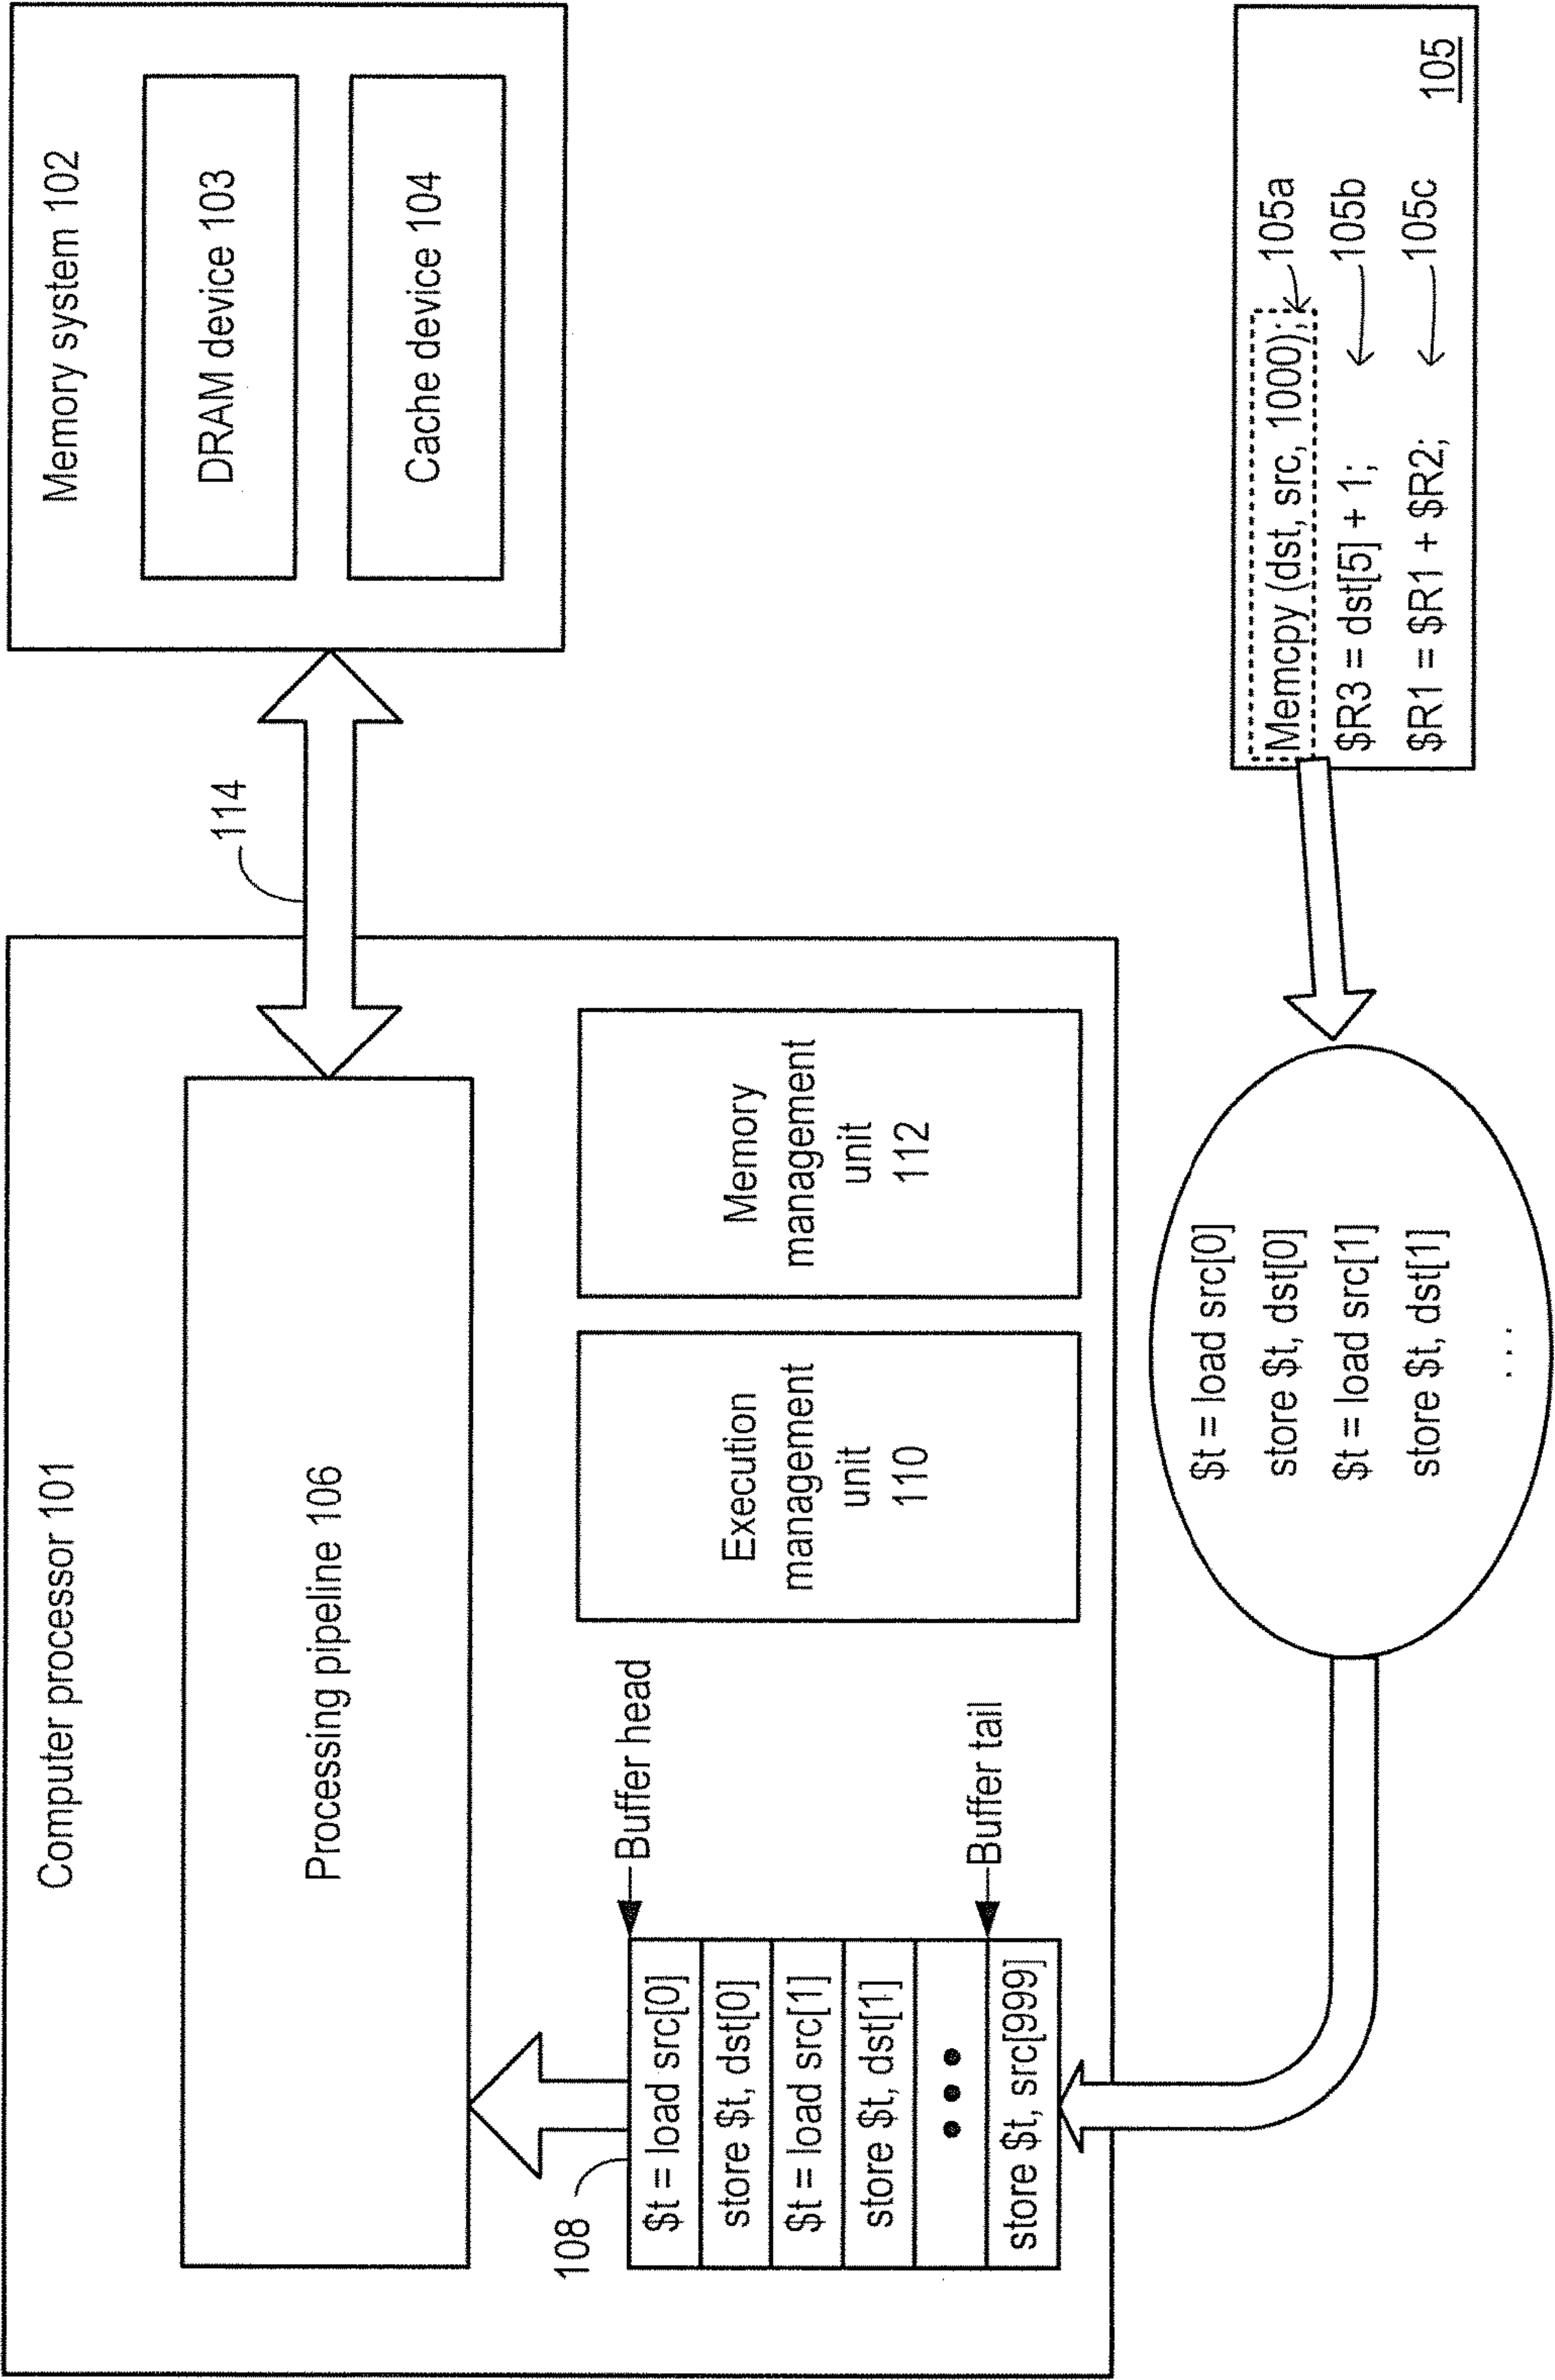 Computer processor 101
Processing pipeline 106
108
$t = load src[0]
store $t, dst[0]
$t = load src[1]
store $t, dst[1]
•••
store $t, src[999]
Buffer head
Buffer tail
Execution
management
unit
110
Memory
management
unit
112
114
Memory system 102
DRAM device 103
Cache device 104
$t = load src[0]
store $t, dst[0]
$t = load src[1]
store $t, dst[1]
...
Memcpy (dst, src, 1000);
105a
$R3 = dst[5] + 1;
105b
$R1 = $R1 + $R2;
105c
105